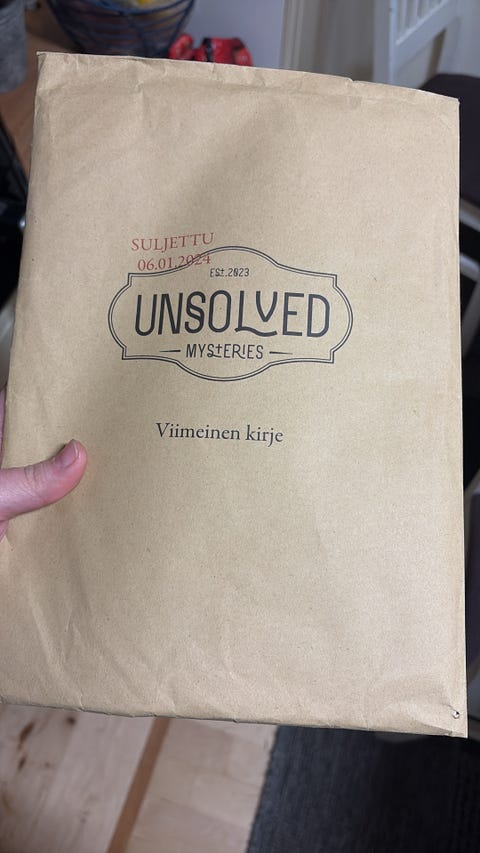 SULJETTU
06.01.2024
Est.2023
UNSOLVED
MYStERIES
Viimeinen kirje